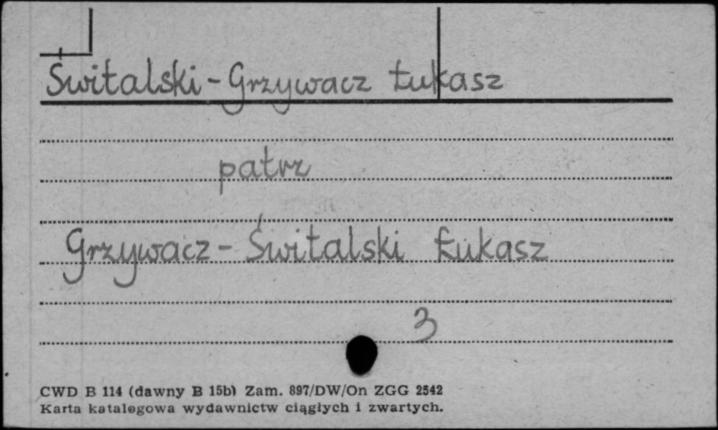 Świtalski-Grzywacz Łukasz
patrz
Grzywacz-Świtalski Łukasz
3
CWD B 114 (dawny B 15b) Zam. 897/DW/On ZGG 2542
Karta katalogowa wydawnictw ciągłych i zwartych.